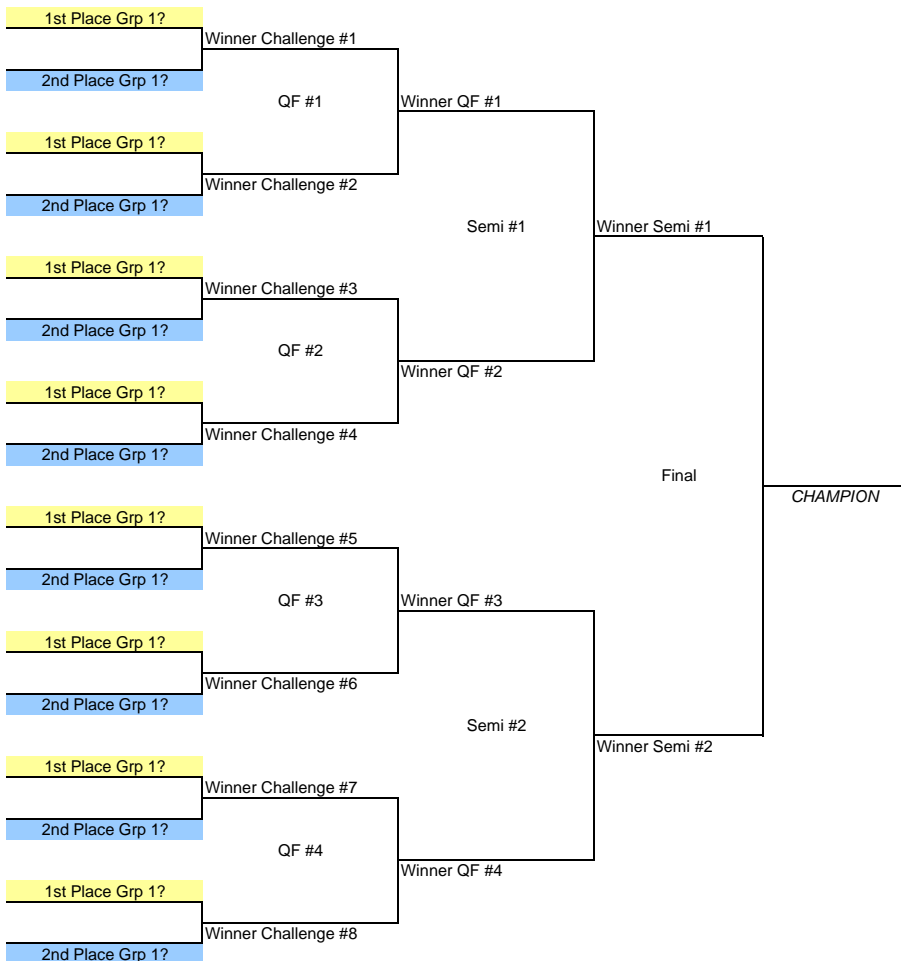 1st Place Grp 1?
Winner Challenge #1
2nd Place Grp 1?
QF #1
Winner QF #1
1st Place Grp 1?
Winner Challenge #2
2nd Place Grp 1?
Semi #1
Winner Semi #1
1st Place Grp 1?
Winner Challenge #3
2nd Place Grp 1?
QF #2
Winner QF #2
1st Place Grp 1?
Winner Challenge #4
2nd Place Grp 1?
Final
CHAMPION
1st Place Grp 1?
Winner Challenge #5
2nd Place Grp 1?
QF #3
Winner QF #3
1st Place Grp 1?
Winner Challenge #6
2nd Place Grp 1?
Semi #2
Winner Semi #2
1st Place Grp 1?
Winner Challenge #7
2nd Place Grp 1?
QF #4
Winner QF #4
1st Place Grp 1?
Winner Challenge #8
2nd Place Grp 1?